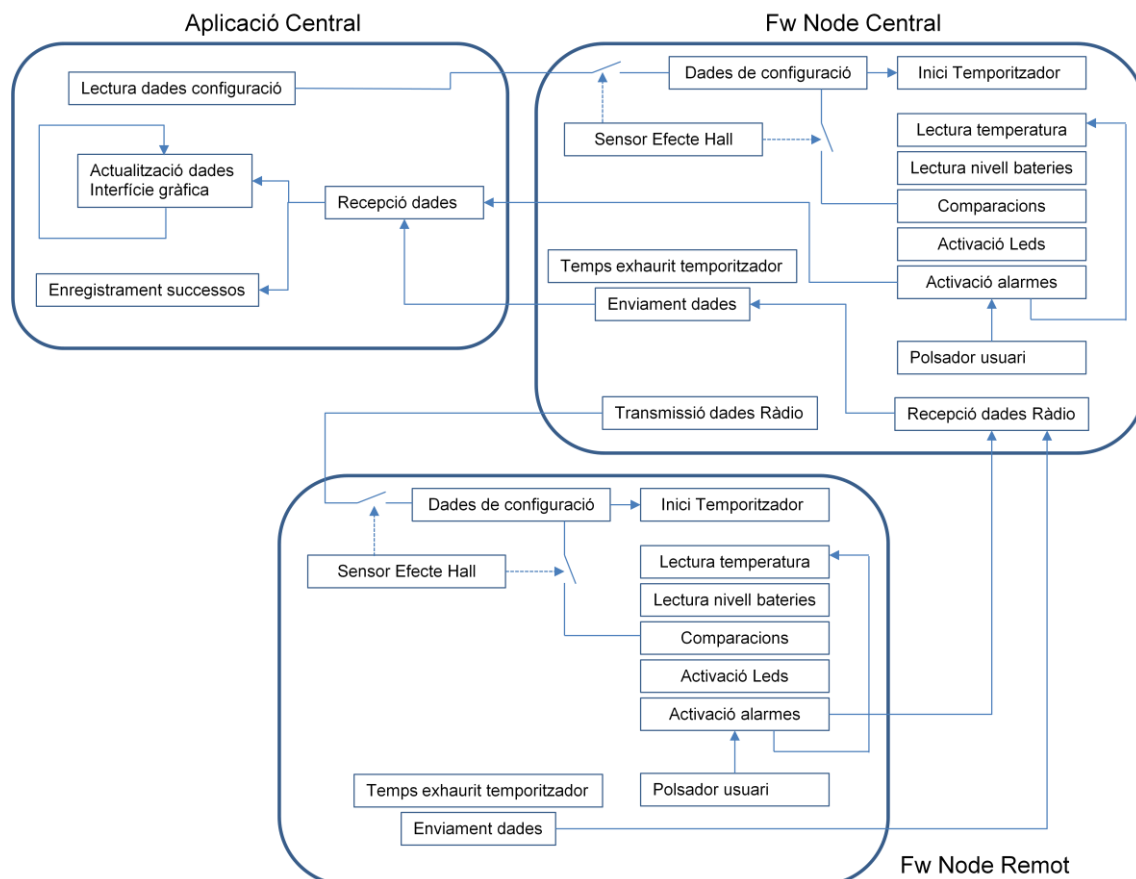 Aplicació Central
Lectura dades configuració
Actualització dades
Interfície gràfica
Recepció dades
Enregistrament successos
Fw Node Central
Dades de configuració
Inici Temporitzador
Sensor Efecte Hall
Lectura temperatura
Lectura nivell bateries
Comparacions
Activació Leds
Temps exhaurit temporitzador
Activació alarmes
Enviament dades
Polsador usuari
Transmissió dades Ràdio
Recepció dades Ràdio
Dades de configuració
Inici Temporitzador
Sensor Efecte Hall
Lectura temperatura
Lectura nivell bateries
Comparacions
Activació Leds
Activació alarmes
Temps exhaurit temporitzador
Polsador usuari
Enviament dades
Fw Node Remot